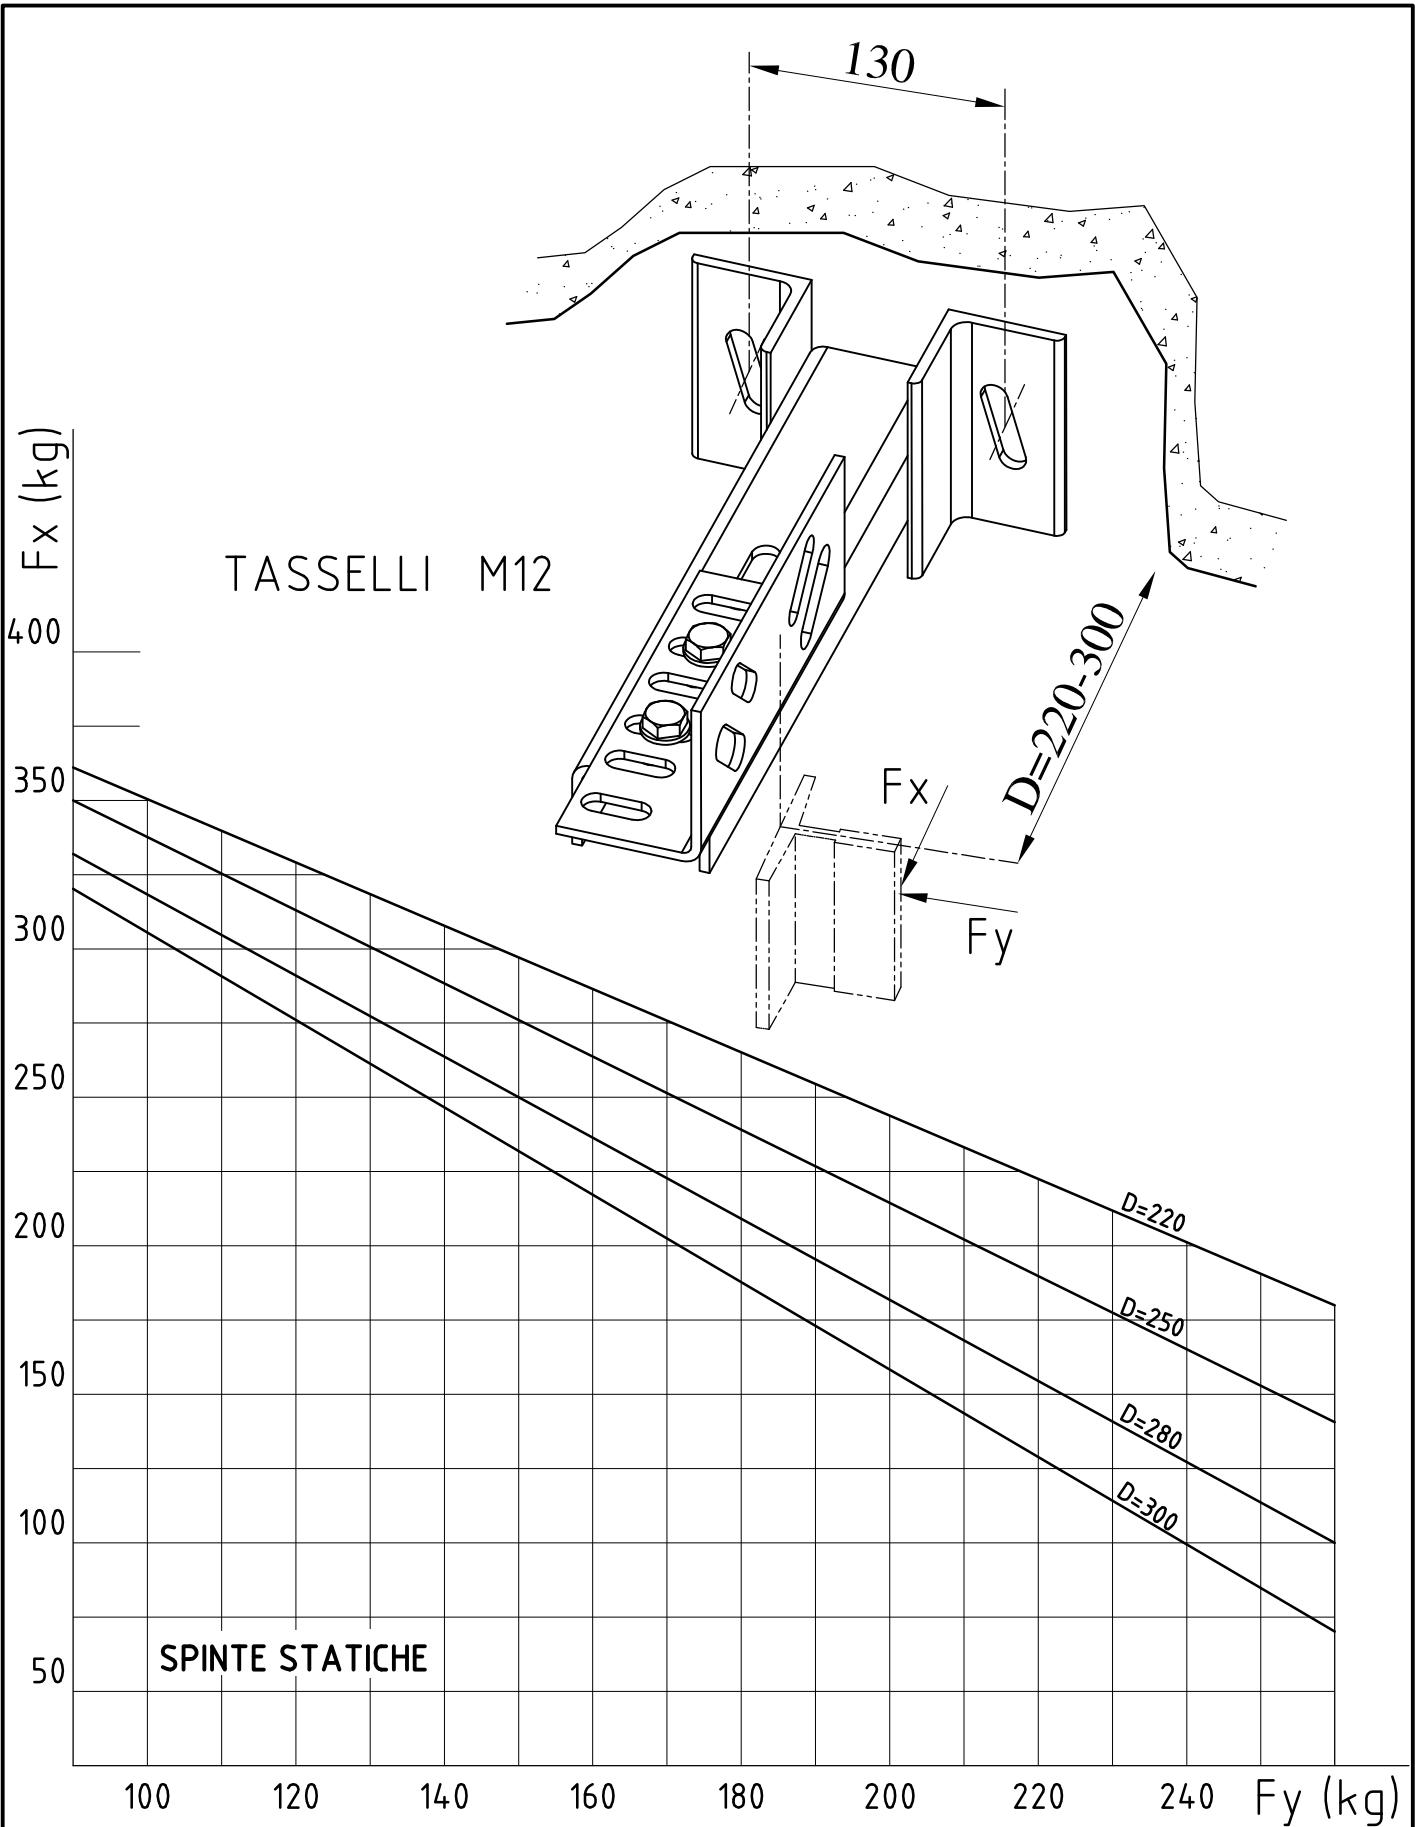 130
Fx (kg)
TASSELLI M12
400
D=220-300
350
Fx
Fy
300
250
200
D=220
D=250
150
D=280
100
D=300
SPINTE STATICHE
50
100 120 140 160 180 200 220 240 Fy (kg)